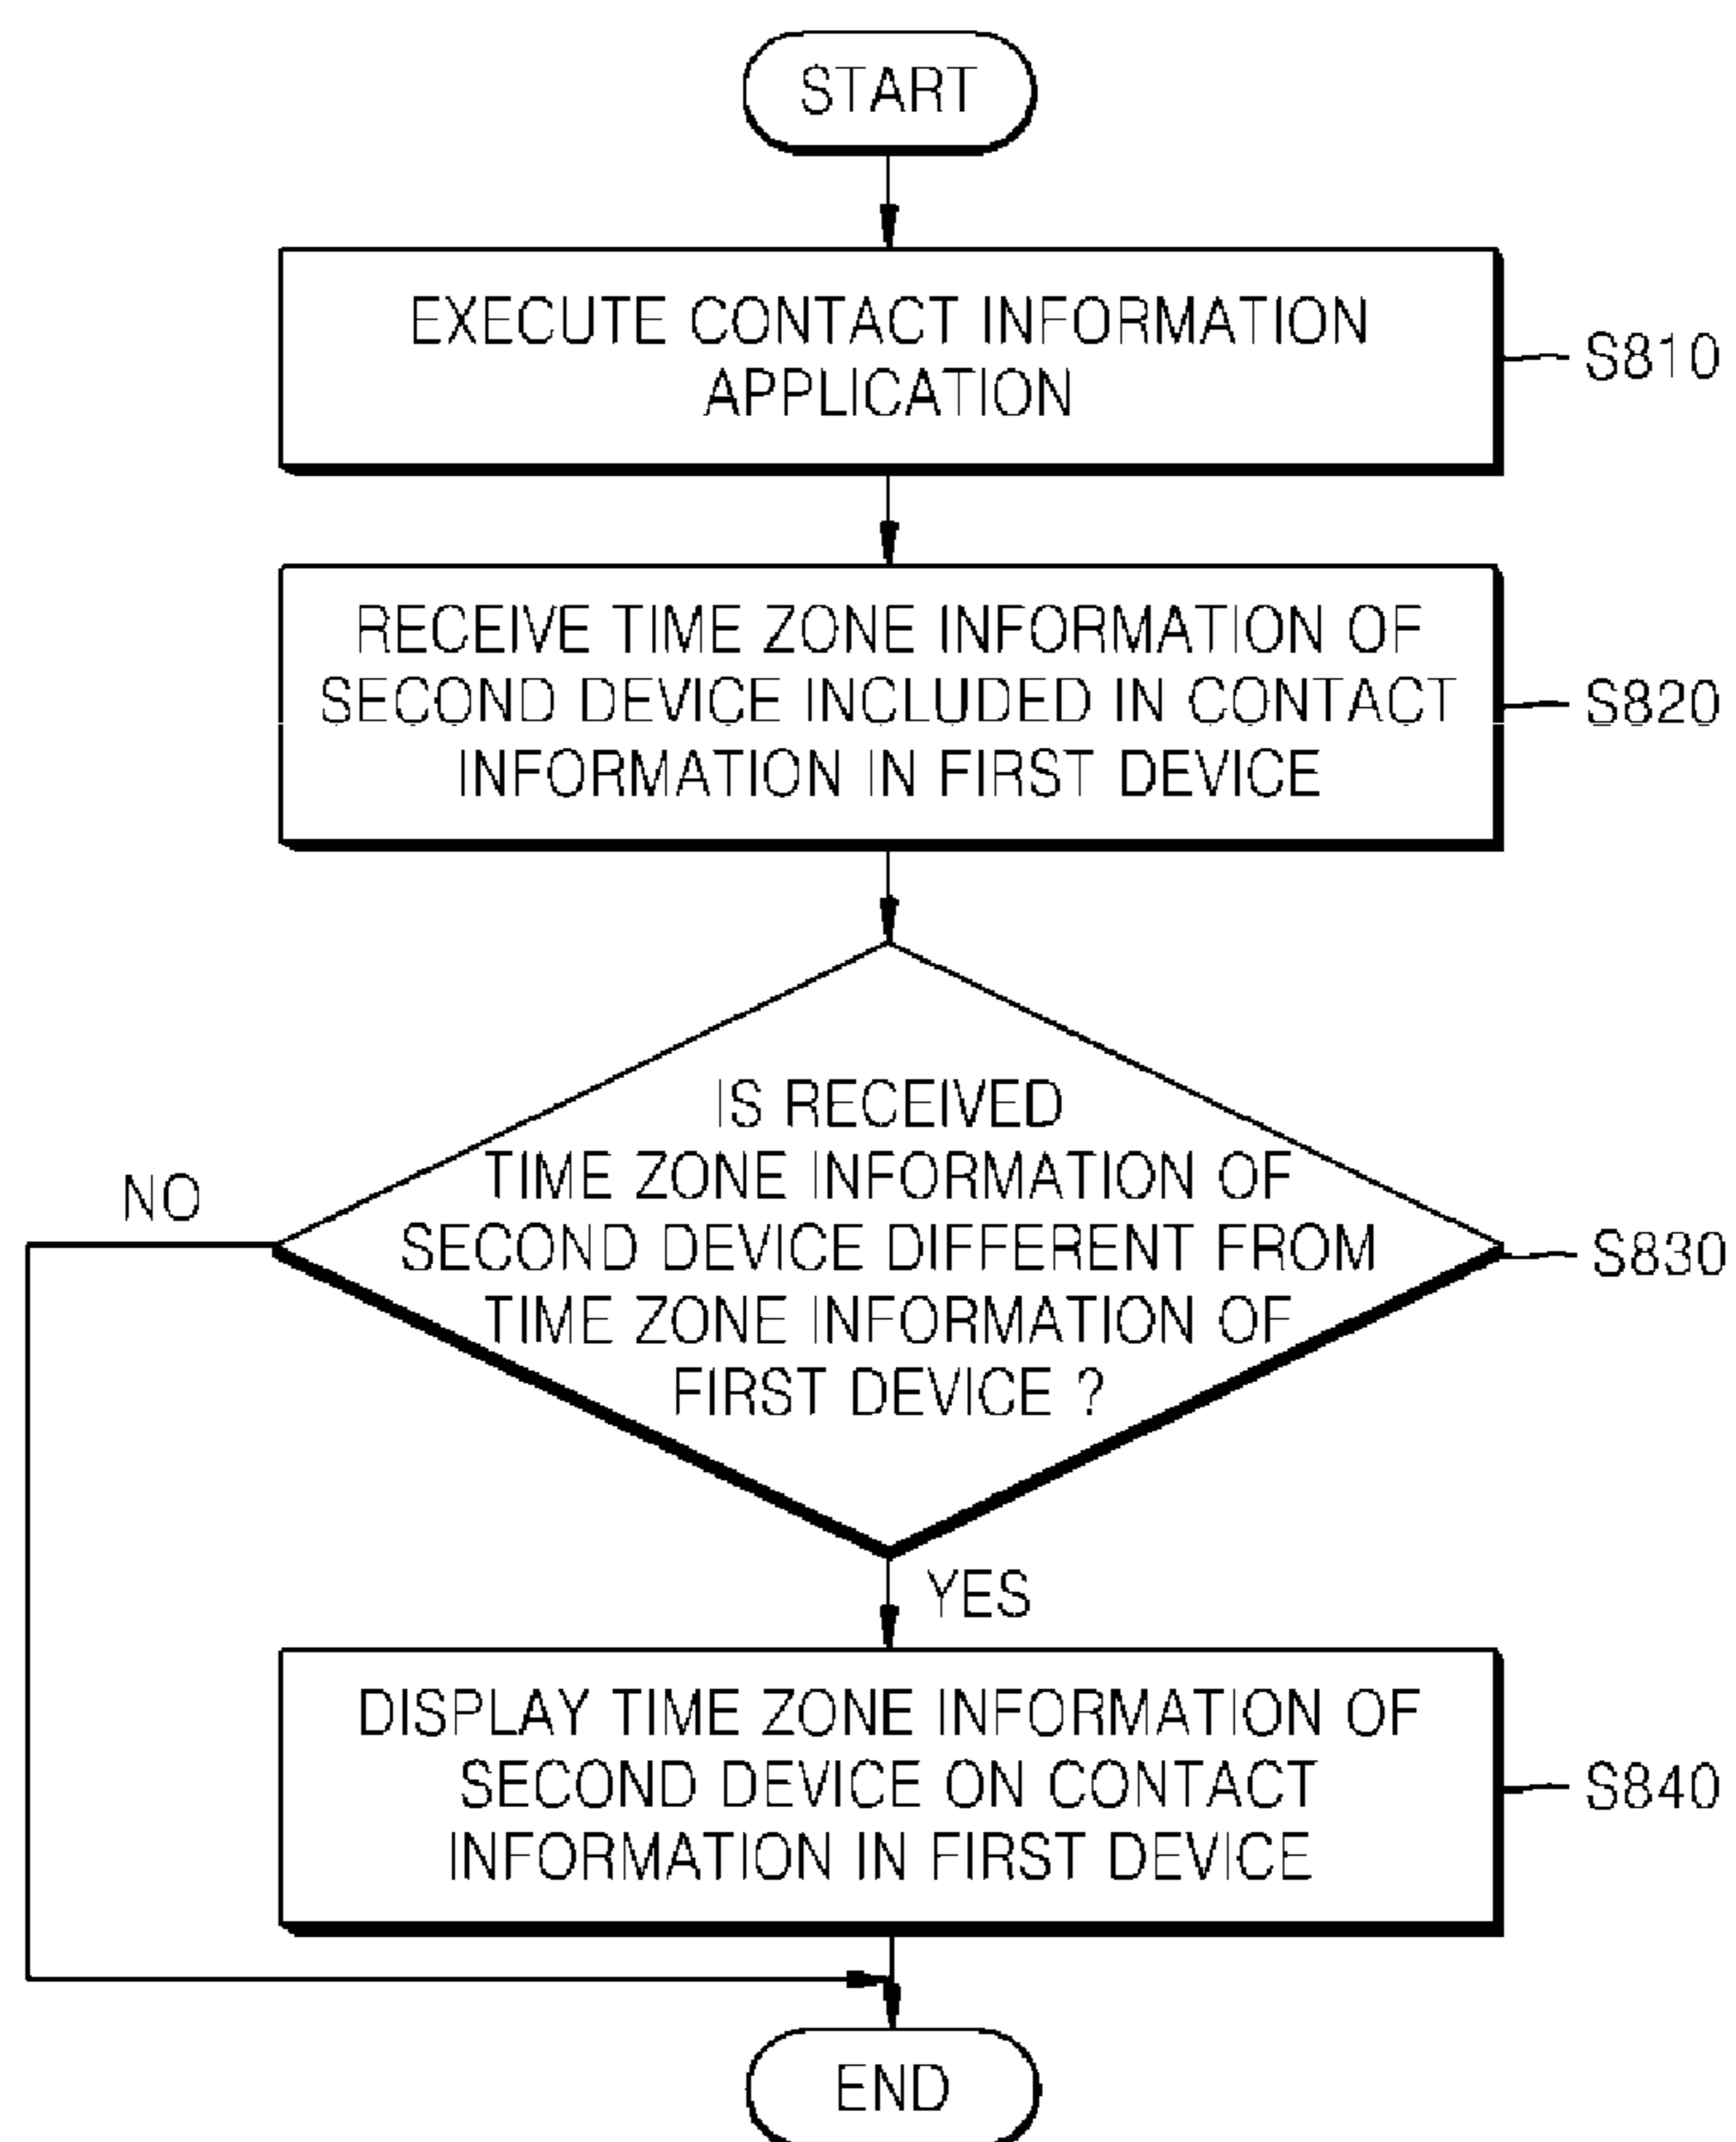 START
EXECUTE CONTACT INFORMATION
APPLICATION
S810
RECEIVE TIME ZONE INFORMATION OF
SECOND DEVICE INCLUDED IN CONTACT
INFORMATION IN FIRST DEVICE
S820
IS RECEIVED
TIME ZONE INFORMATION OF
SECOND DEVICE DIFFERENT FROM
TIME ZONE INFORMATION OF
FIRST DEVICE ?
NO
S830
YES
DISPLAY TIME ZONE INFORMATION OF
SECOND DEVICE ON CONTACT
INFORMATION IN FIRST DEVICE
S840
END